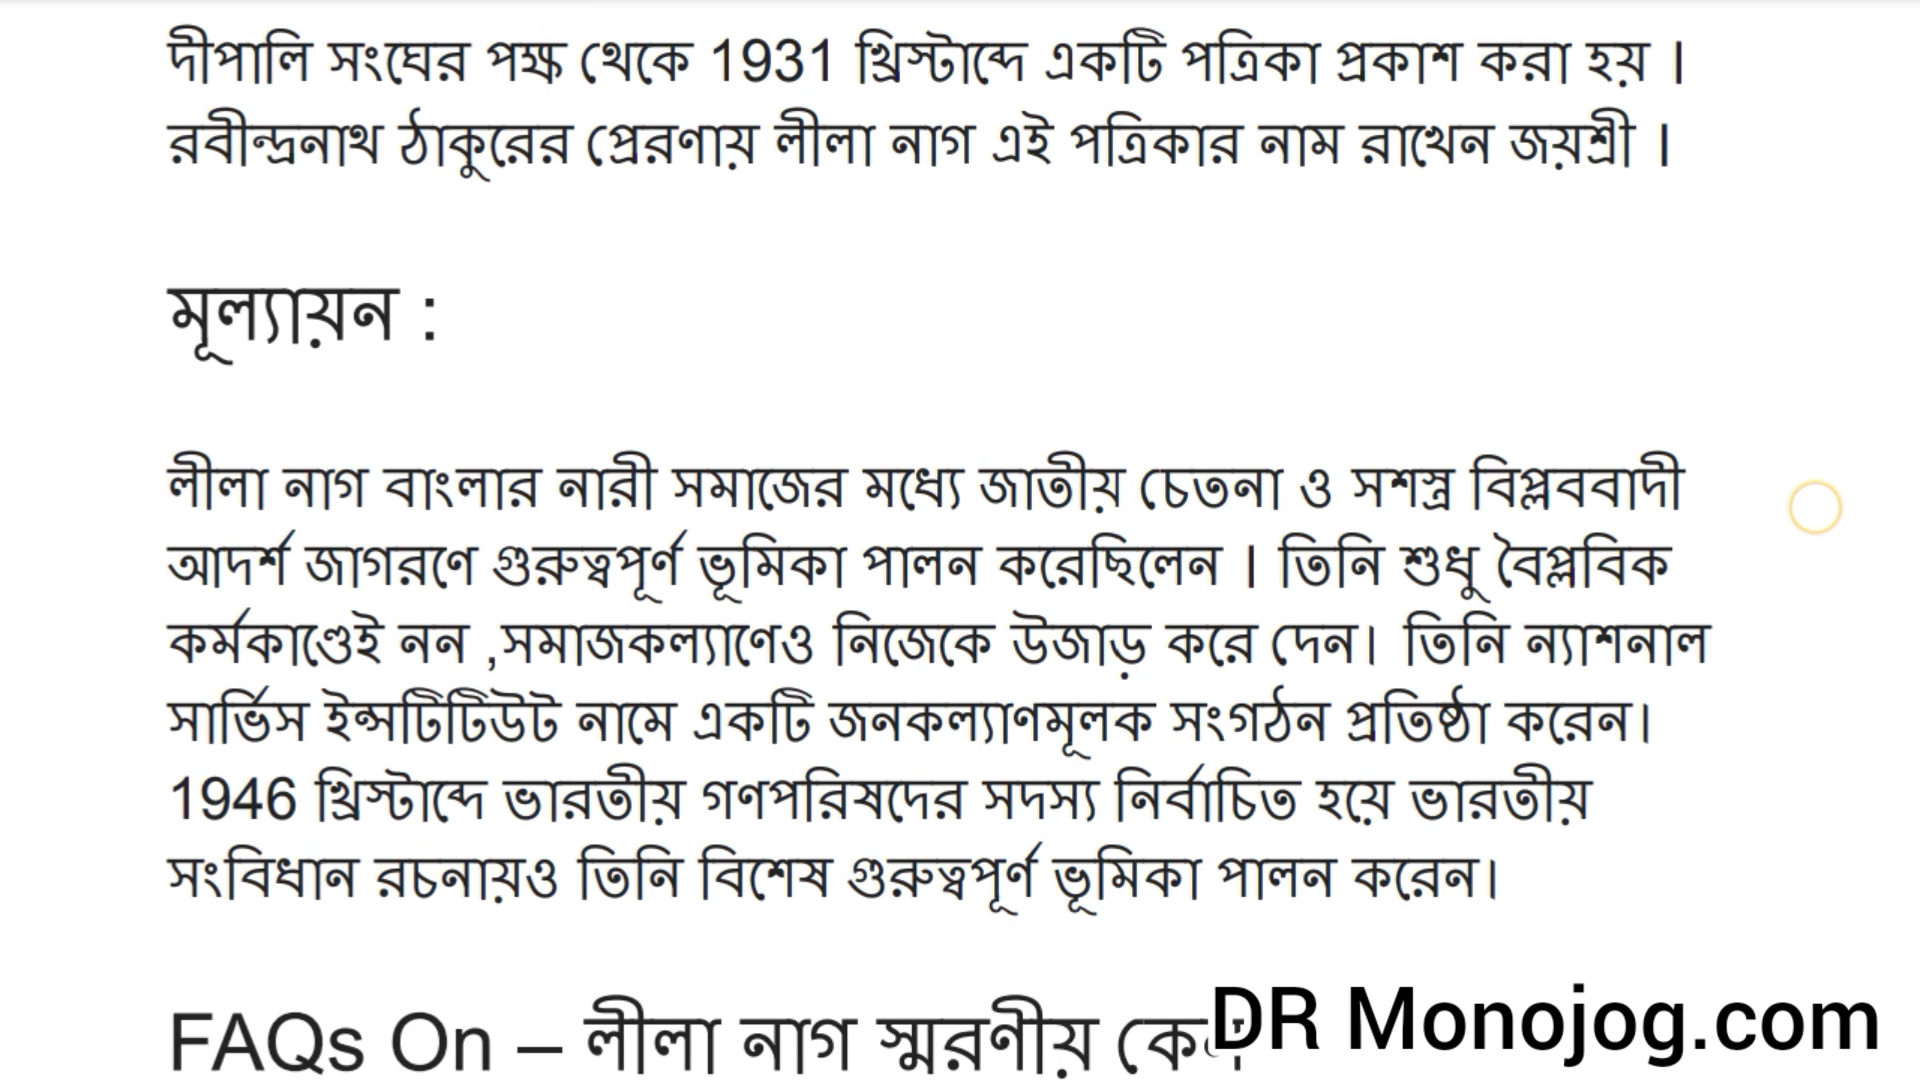 দীপালি সংঘের পক্ষ থেকে 1931 খ্রিস্টাব্দে একটি পত্রিকা প্রকাশ করা হয় ।
রবীন্দ্রনাথ ঠাকুরের প্রেরণায় লীলা নাগ এই পত্রিকার নাম রাখেন জয়শ্রী ।
মূল্যায়ন :
লীলা নাগ বাংলার নারী সমাজের মধ্যে জাতীয় চেতনা ও সশস্ত্র বিপ্লববাদী
আদর্শ জাগরণে গুরুত্বপূর্ণ ভূমিকা পালন করেছিলেন । তিনি শুধু বৈপ্লবিক
কর্মকাণ্ডেই নন ,সমাজকল্যাণেও নিজেকে উজাড় করে দেন। তিনি ন্যাশনাল
সার্ভিস ইন্সটিটিউট নামে একটি জনকল্যাণমূলক সংগঠন প্রতিষ্ঠা করেন।
1946 খ্রিস্টাব্দে ভারতীয় গণপরিষদের সদস্য নির্বাচিত হয়ে ভারতীয়
সংবিধান রচনায়ও তিনি বিশেষ গুরুত্বপূর্ণ ভূমিকা পালন করেন।
FAQs On – লীলা নাগ স্মরণীয়
DR Monojog.com